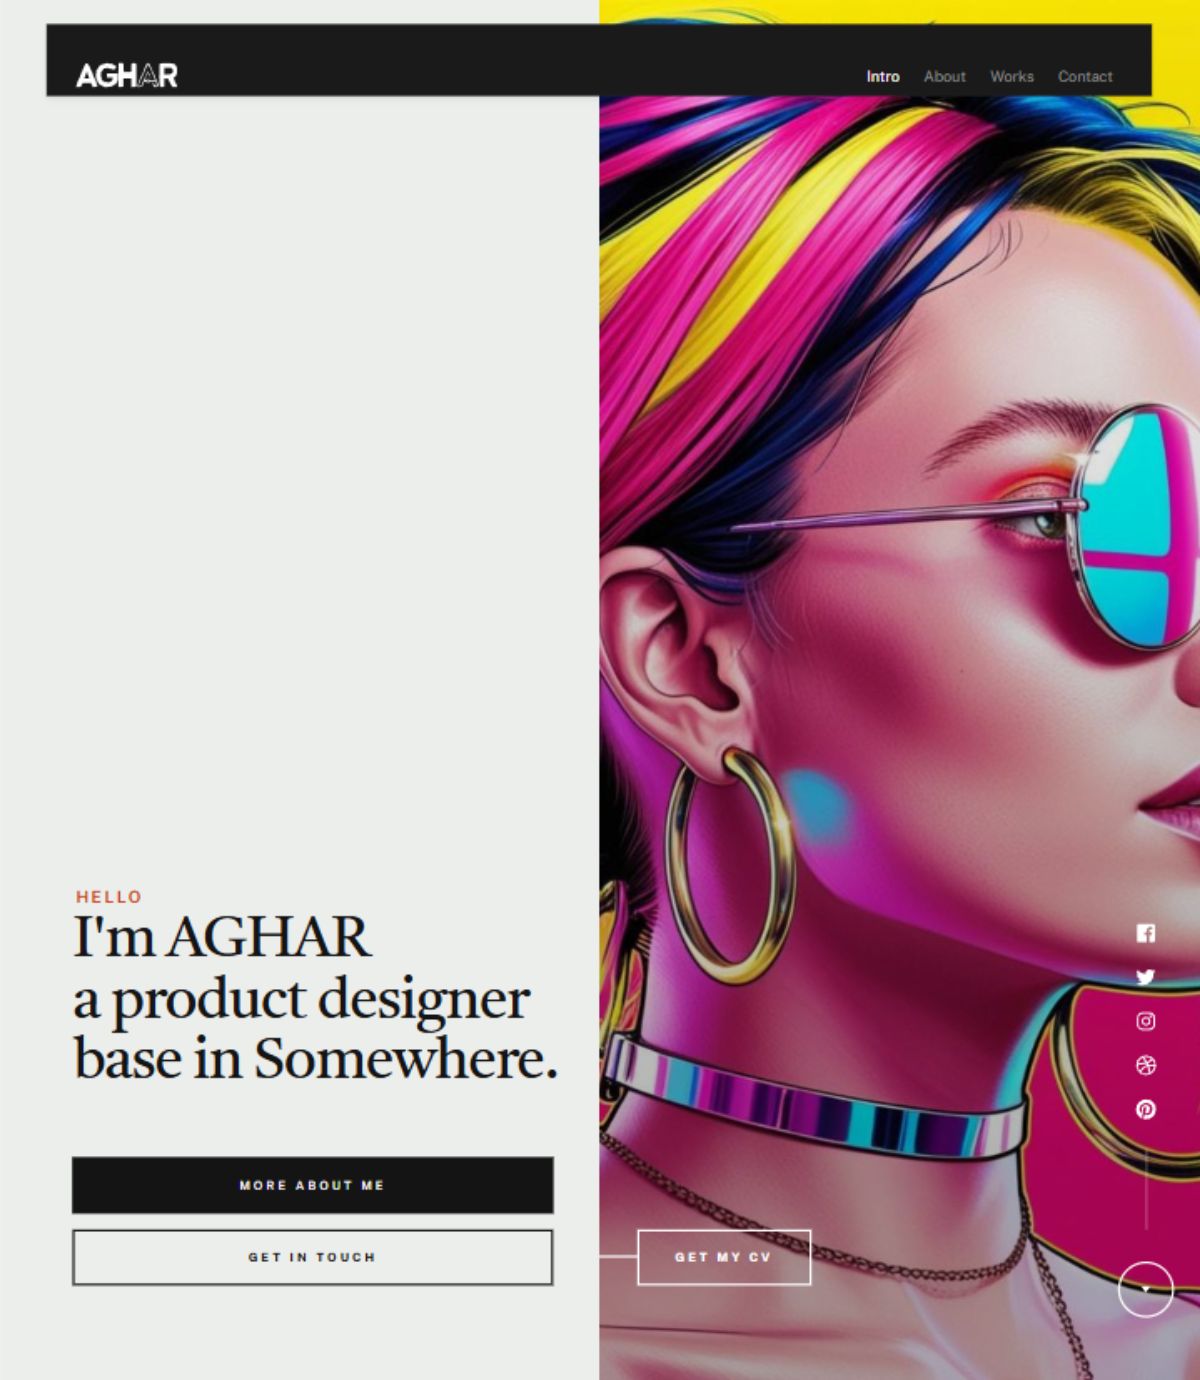 AGHAR
Intro About Works Contact
HELLO
I'm AGHAR
a product designer
base in Somewhere.
MORE ABOUT ME
GET IN TOUCH
GET MY CV